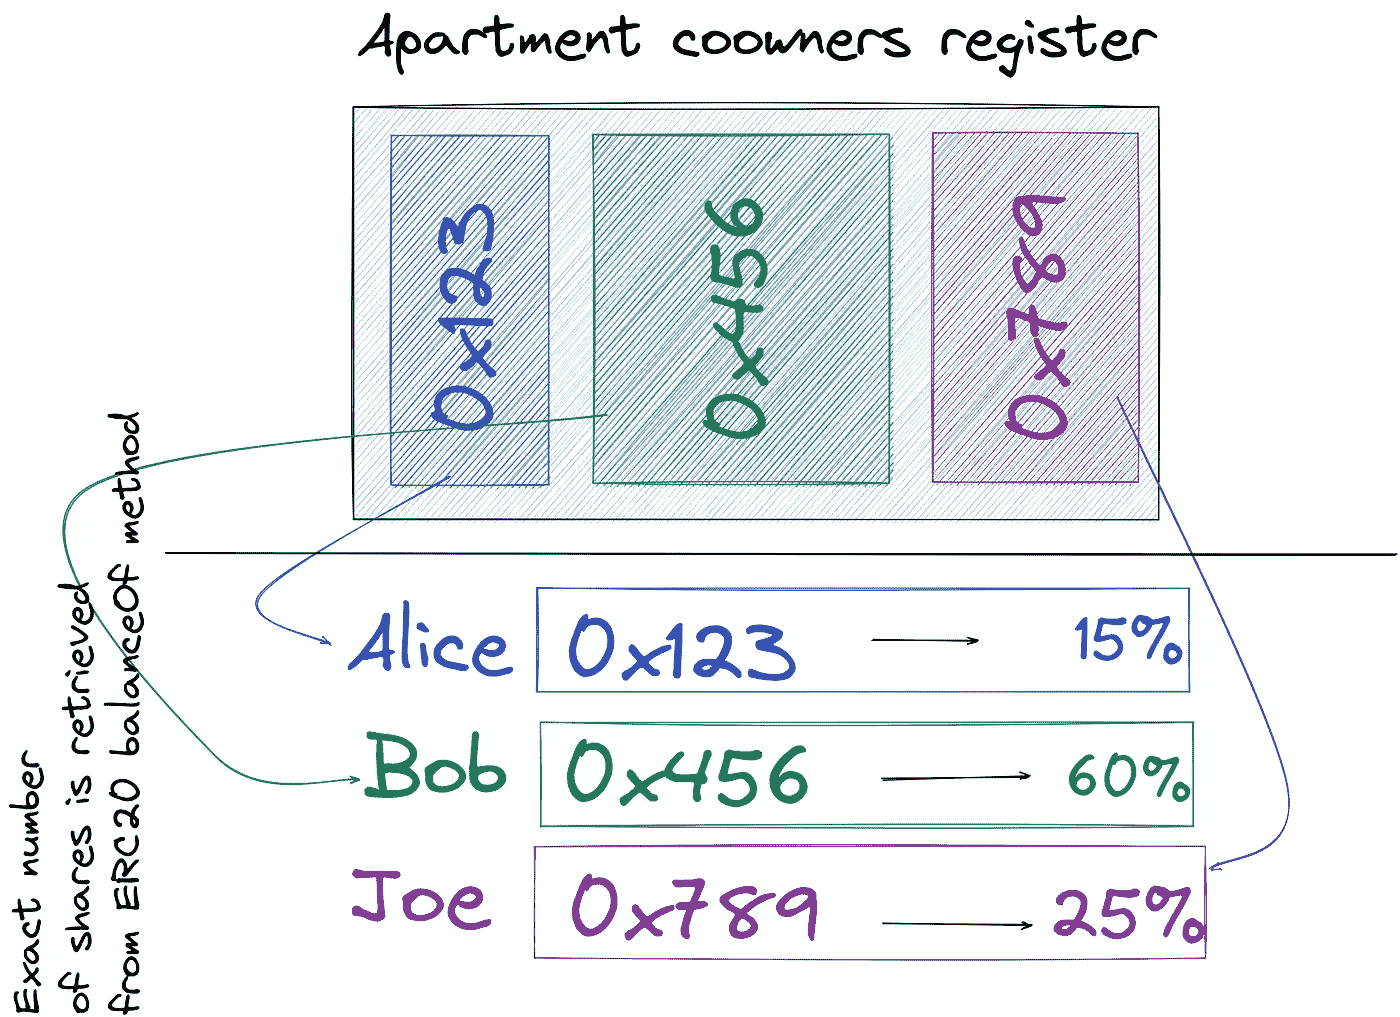 Apartment coowners register
0x123
0x456
0x789
Exact number
of shares is retrieved
from ERC20 balanceOf method
Alice 0x123 15%
Bob 0x456 60%
Joe 0x789 25%